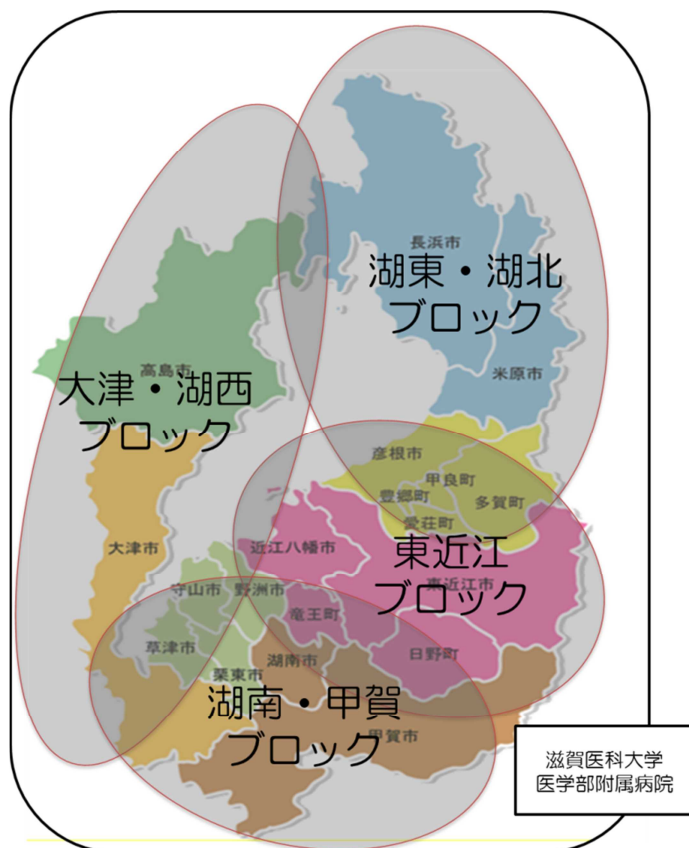 長浜市
湖東・湖北
ブロック
米原市
高島市
大津・湖西
ブロック
彦根市
甲良町
豊郷町
多賀町
愛荘町
大津市
近江八幡市
東近江
ブロック
東近江市
守山市
野洲市
竜王町
草津市
栗東市
湖南市
日野町
湖南・甲賀
ブロック
甲賀市
滋賀医科大学
医学部附属病院